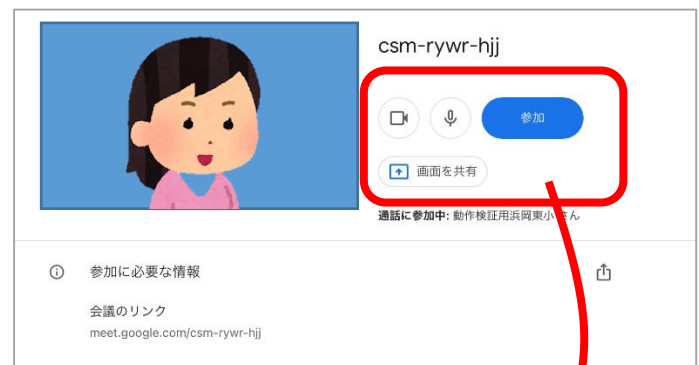 csm-rywr-hjj
参加
画面を共有
通話に参加中: 動作検証用浜岡東小 さん
参加に必要な情報
会議のリンク
meet.google.com/csm-rywr-hjj